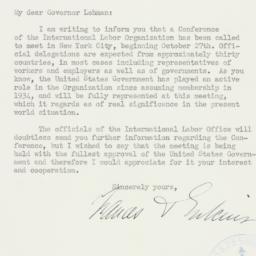 My dear Governor Lehman:
I am writing to inform you that a Conference
of the International Labor Organization has been called
to meet in New York City, beginning October 27th. Offi-
cial delegations are expected from approximately thirty
countries, in most cases including representatives of
workers and employers as well as of governments. As you
know, the United States Government has played an active
role in the Organization since assuming membership in
1934, and will be fully represented at this meeting,
which it regards as of real significance in the present
world situation.
The officials of the International Labor Office will
doubtless send you further information regarding the Con-
ference, but I wished to say that the meeting is being
held with the fullest approval of the United States Govern-
ment and therefore I would appreciate for it your interest
and cooperation.
Sincerely yours,
Frances Perkins